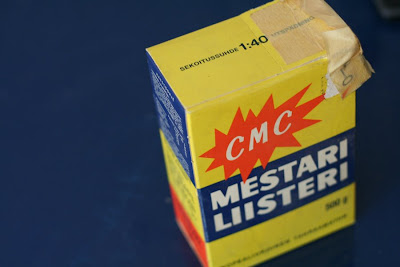 SEKOITUSSUHDE 1:40
CMC
MESTARI
LIISTERI
500 g